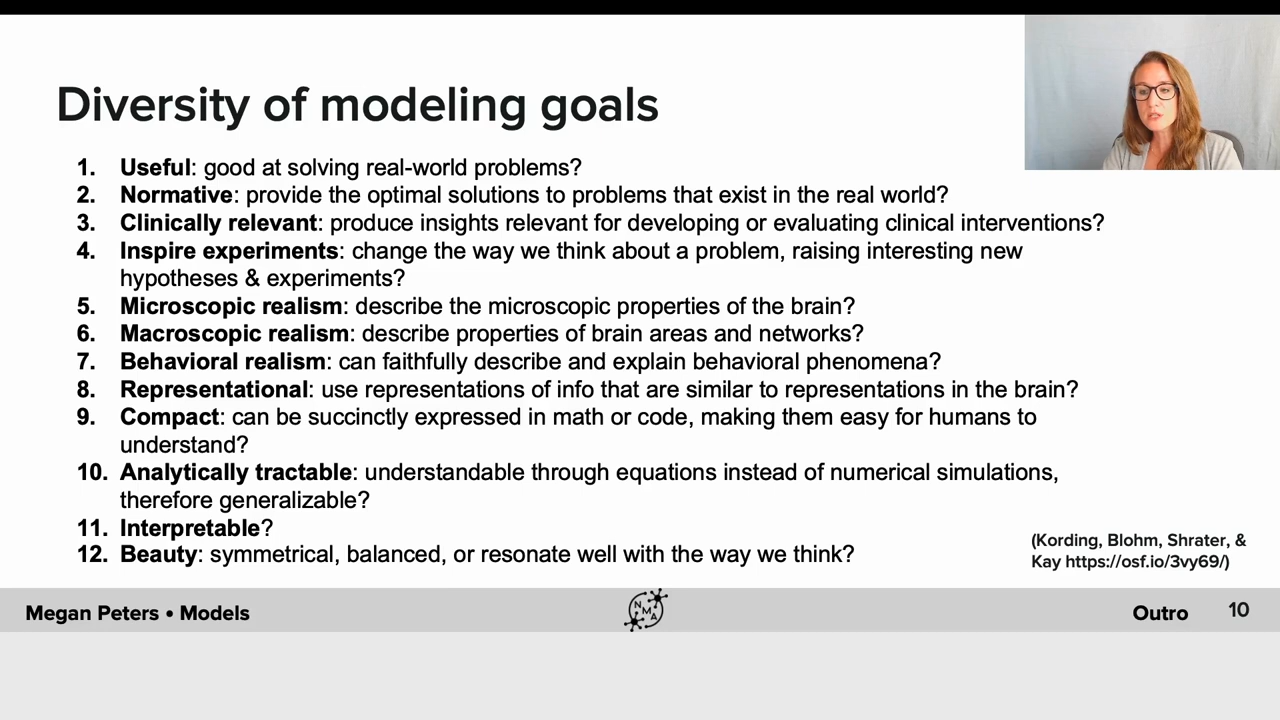 Diversity of modeling goals
1. Useful: good at solving real-world problems?
2. Normative: provide the optimal solutions to problems that exist in the real world?
3. Clinically relevant: produce insights relevant for developing or evaluating clinical interventions?
4. Inspire experiments: change the way we think about a problem, raising interesting new
hypotheses & experiments?
5. Microscopic realism: describe the microscopic properties of the brain?
6. Macroscopic realism: describe properties of brain areas and networks?
7. Behavioral realism: can faithfully describe and explain behavioral phenomena?
8. Representational: use representations of info that are similar to representations in the brain?
9. Compact: can be succinctly expressed in math or code, making them easy for humans to
understand?
10. Analytically tractable: understandable through equations instead of numerical simulations,
therefore generalizable?
11. Interpretable?
12. Beauty: symmetrical, balanced, or resonate well with the way we think?
(Kording, Blohm, Shrater, &
Kay https://osf.io/3vy69/)
Megan Peters • Models
NMA
Outro 10